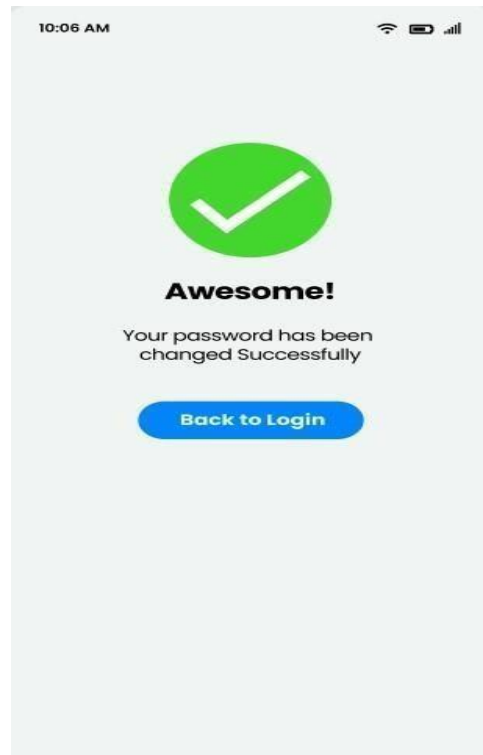 10:06 AM
Awesome!
Your password has been
changed Successfully
Back to Login